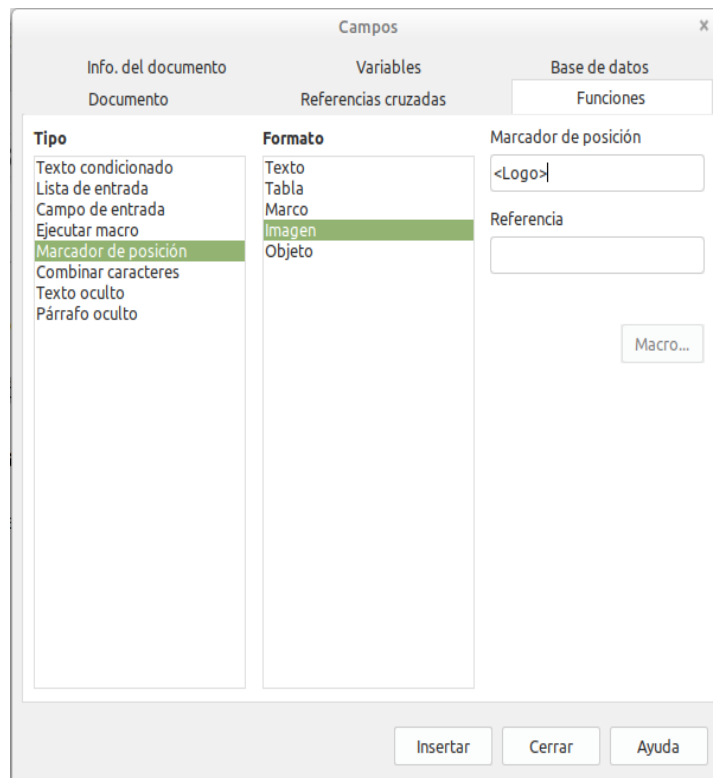 Campos x
Info. del documento Variables Base de datos
Documento Referencias cruzadas Funciones
Tipo
Texto condicionado
Lista de entrada
Campo de entrada
Ejecutar macro
Marcador de posición
Combinar caracteres
Texto oculto
Párrafo oculto
Formato
Texto
Tabla
Marco
Imagen
Objeto
Marcador de posición
<Logo>
Referencia
Macro...
Insertar Cerrar Ayuda